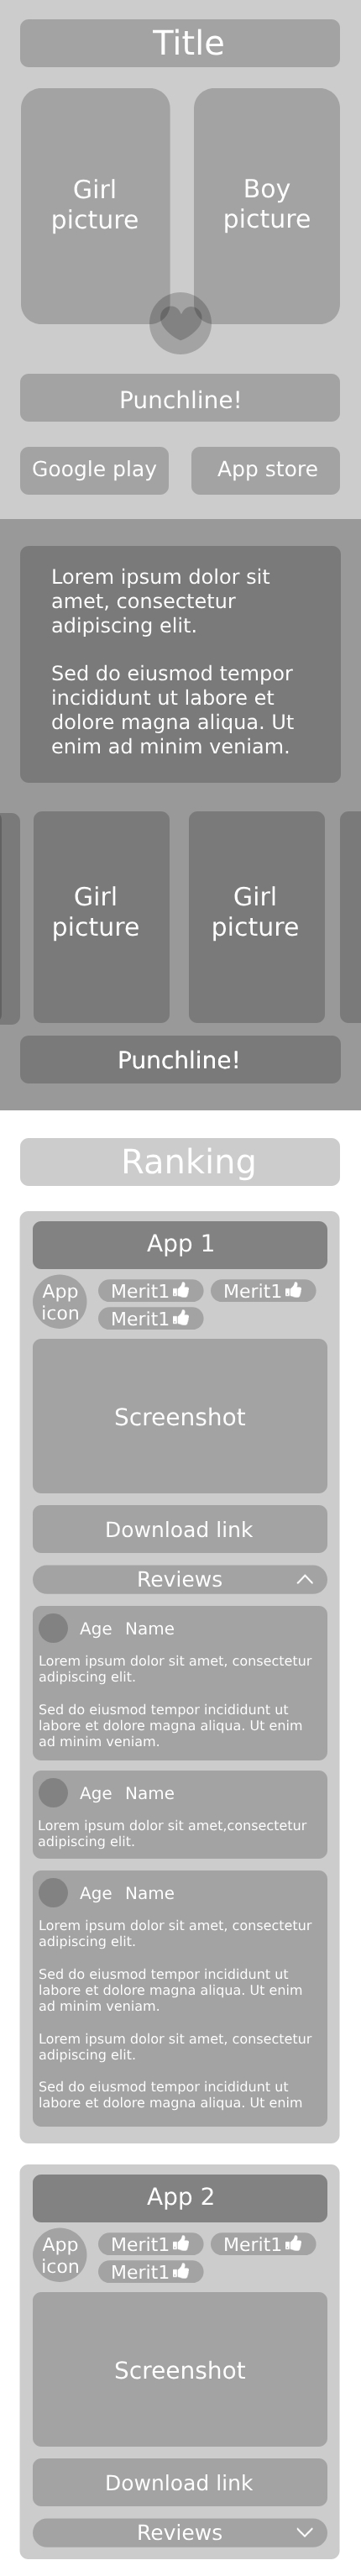 Title
Girl
picture
Boy
picture
Punchline!
Google play
App store
Lorem ipsum dolor sit
amet, consectetur
adipiscing elit.
Sed do eiusmod tempor
incididunt ut labore et
dolore magna aliqua. Ut
enim ad minim veniam.
Girl
picture
Girl
picture
Punchline!
Ranking
App 1
App
icon
Merit1
Merit1
Merit1
Screenshot
Download link
Reviews
Age Name
Lorem ipsum dolor sit amet, consectetur
adipiscing elit.
Sed do eiusmod tempor incididunt ut
labore et dolore magna aliqua. Ut enim
ad minim veniam.
Age Name
Lorem ipsum dolor sit amet,consectetur
adipiscing elit.
Age Name
Lorem ipsum dolor sit amet, consectetur
adipiscing elit.
Sed do eiusmod tempor incididunt ut
labore et dolore magna aliqua. Ut enim
ad minim veniam.
Lorem ipsum dolor sit amet, consectetur
adipiscing elit.
Sed do eiusmod tempor incididunt ut
labore et dolore magna aliqua. Ut enim
App 2
App
icon
Merit1
Merit1
Merit1
Screenshot
Download link
Reviews